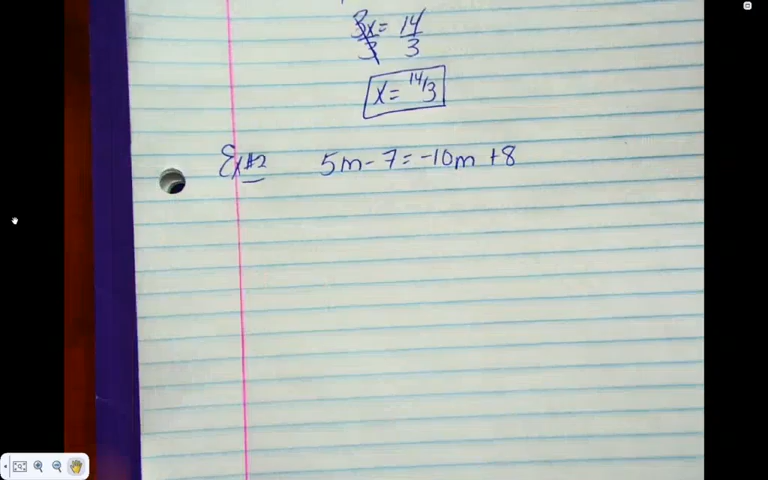 3x = 14
3 3
x = 14/3
Ex #2 5m - 7 = -10m + 8